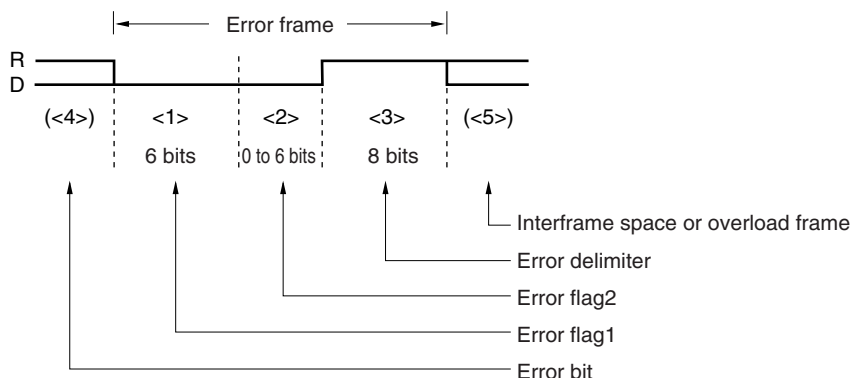 Error frame
R
D
(<4>) <1> <2> <3> (<5>)
6 bits 0 to 6 bits 8 bits
Interframe space or overload frame
Error delimiter
Error flag2
Error flag1
Error bit